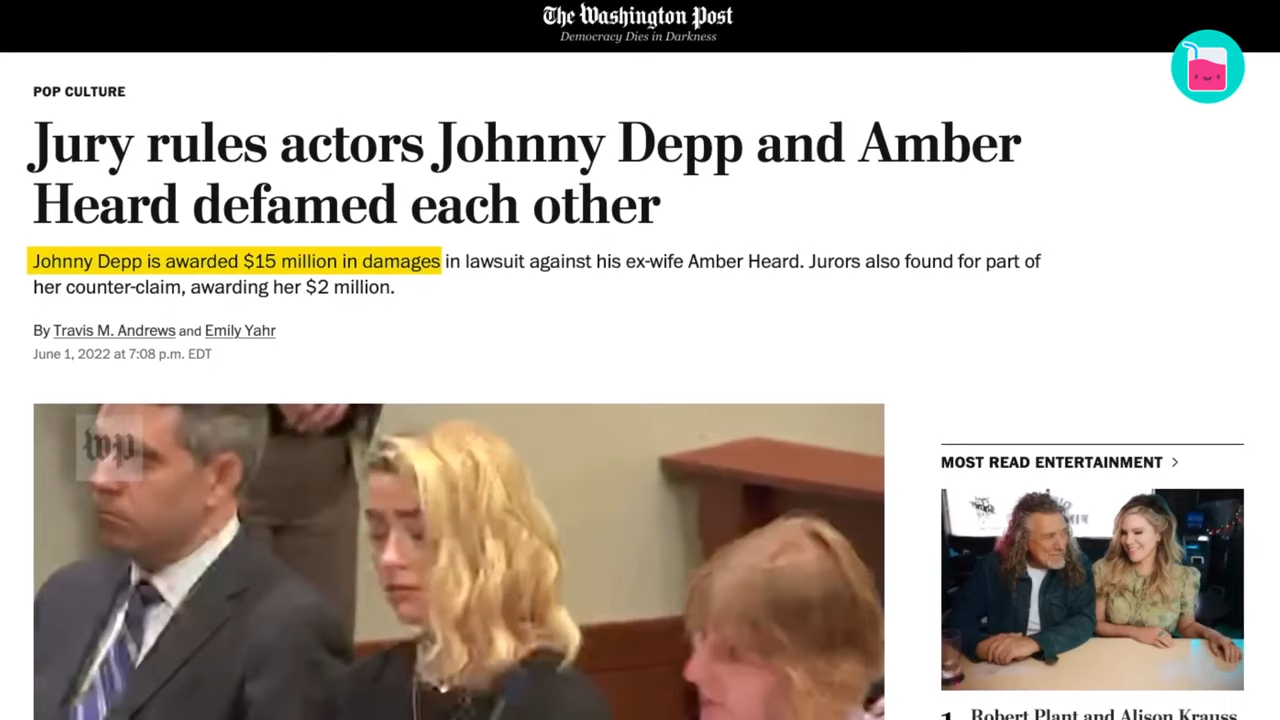 The Washington Post
Democracy Dies in Darkness
POP CULTURE
Jury rules actors Johnny Depp and Amber
Heard defamed each other
Johnny Depp is awarded $15 million in damages in lawsuit against his ex-wife Amber Heard. Jurors also found for part of
her counter-claim, awarding her $2 million.
By Travis M. Andrews and Emily Yahr
June 1, 2022 at 7:08 p.m. EDT
wp
MOST READ ENTERTAINMENT >
1 Robert Plant and Alison Krauss